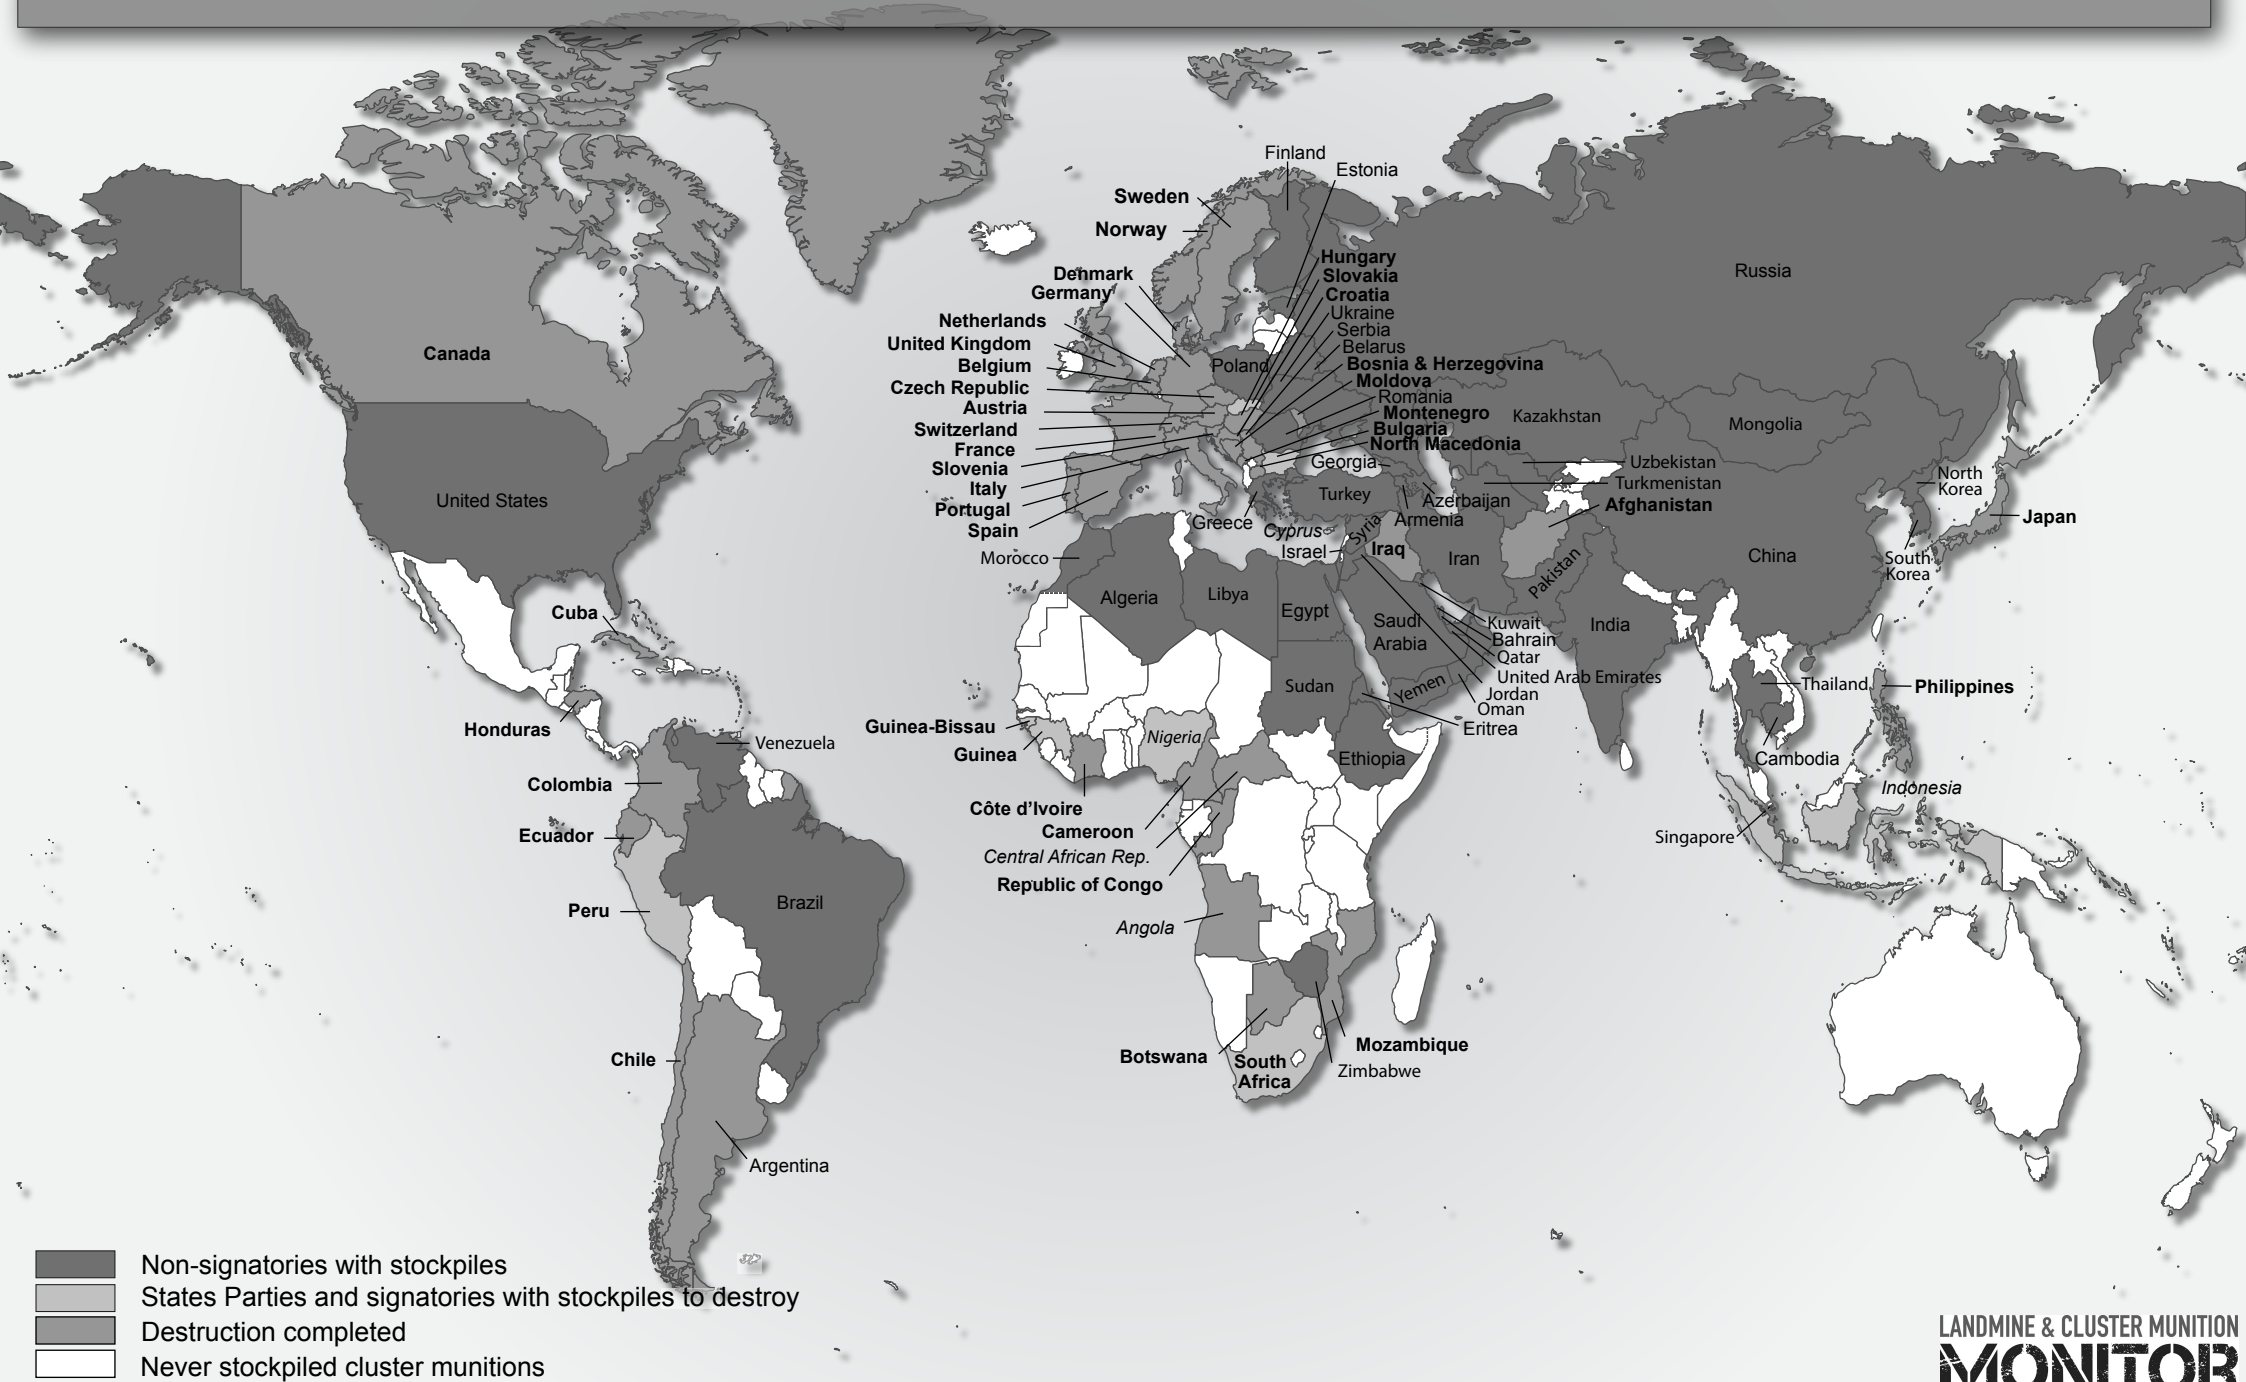 Finland
Estonia
Sweden
Norway
Hungary
Slovakia
Denmark
Germany
Croatia
Russia
Ukraine
Netherlands
Serbia
United Kingdom
Belarus
Canada
Belgium
Poland
Bosnia & Herzegovina
Moldova
Czech Republic
Romania
Austria
Montenegro
Kazakhstan
Mongolia
Switzerland
Bulgaria
France
North Macedonia
Slovenia
Georgia
Uzbekistan
North
Korea
Turkmenistan
Italy
United States
Turkey
Azerbaijan
Afghanistan
Portugal
Armenia
Japan
Spain
Greece
Cyprus
Syria
Israel
Iraq
Iran
Morocco
Pakistan
China
South
Korea
Algeria
Libya
Egypt
Cuba
Saudi
Arabia
Kuwait
India
Bahrain
Qatar
United Arab Emirates
Sudan
Yemen
Jordan
Thailand
Philippines
Oman
Eritrea
Honduras
Guinea-Bissau
Venezuela
Nigeria
Guinea
Ethiopia
Cambodia
Colombia
Indonesia
Côte d'Ivoire
Cameroon
Ecuador
Singapore
Central African Rep.
Republic of Congo
Peru
Brazil
Angola
Chile
Botswana
South
Africa
Mozambique
Zimbabwe
Argentina
Non-signatories with stockpiles
States Parties and signatories with stockpiles to destroy
Destruction completed
Never stockpiled cluster munitions
LANDMINE & CLUSTER MUNITION
MONITOR